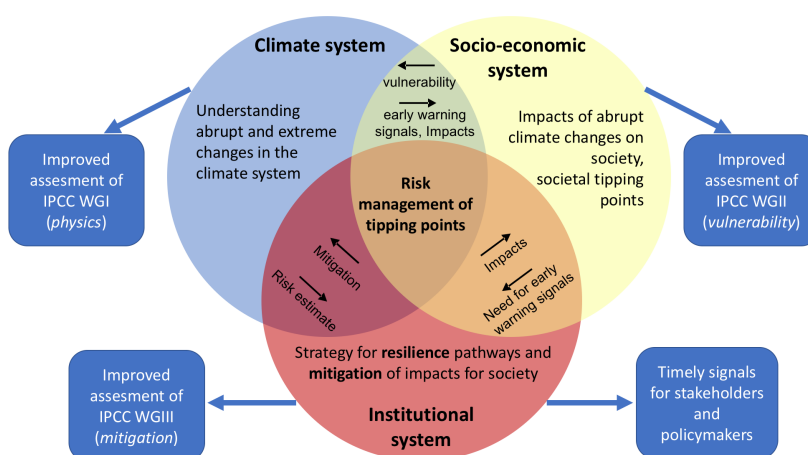 Climate system
Socio-economic
system
vulnerability
early warning
signals, Impacts
Understanding
abrupt and extreme
changes in the
climate system
Impacts of abrupt
climate changes on
society,
societal tipping
points
Improved
assesment of
IPCC WGI
(physics)
Improved
assesment of
IPCC WGII
(vulnerability)
Risk
management of
tipping points
Mitigation
Risk estimate
Impacts
Need for early
warning signals
Strategy for resilience pathways and
mitigation of impacts for society
Institutional
system
Improved
assesment of
IPCC WGIII
(mitigation)
Timely signals
for stakeholders
and
policymakers